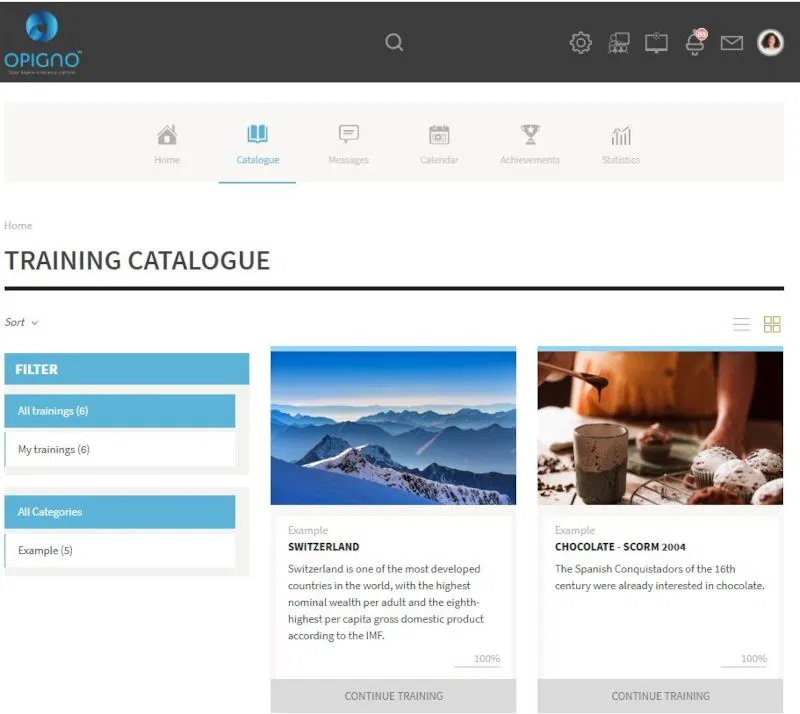 OPIGNO
Home
Catalogue
Messages
Calendar
Achievements
Statistics
Home
TRAINING CATALOGUE
Sort
FILTER
All trainings (6)
My trainings (6)
All Categories
Example (5)
Example
SWITZERLAND
Switzerland is one of the most developed
countries in the world, with the highest
nominal wealth per adult and the eighth-
highest per capita gross domestic product
according to the IMF.
100%
CONTINUE TRAINING
Example
CHOCOLATE - SCORM 2004
The Spanish Conquistadors of the 16th
century were already interested in chocolate.
100%
CONTINUE TRAINING